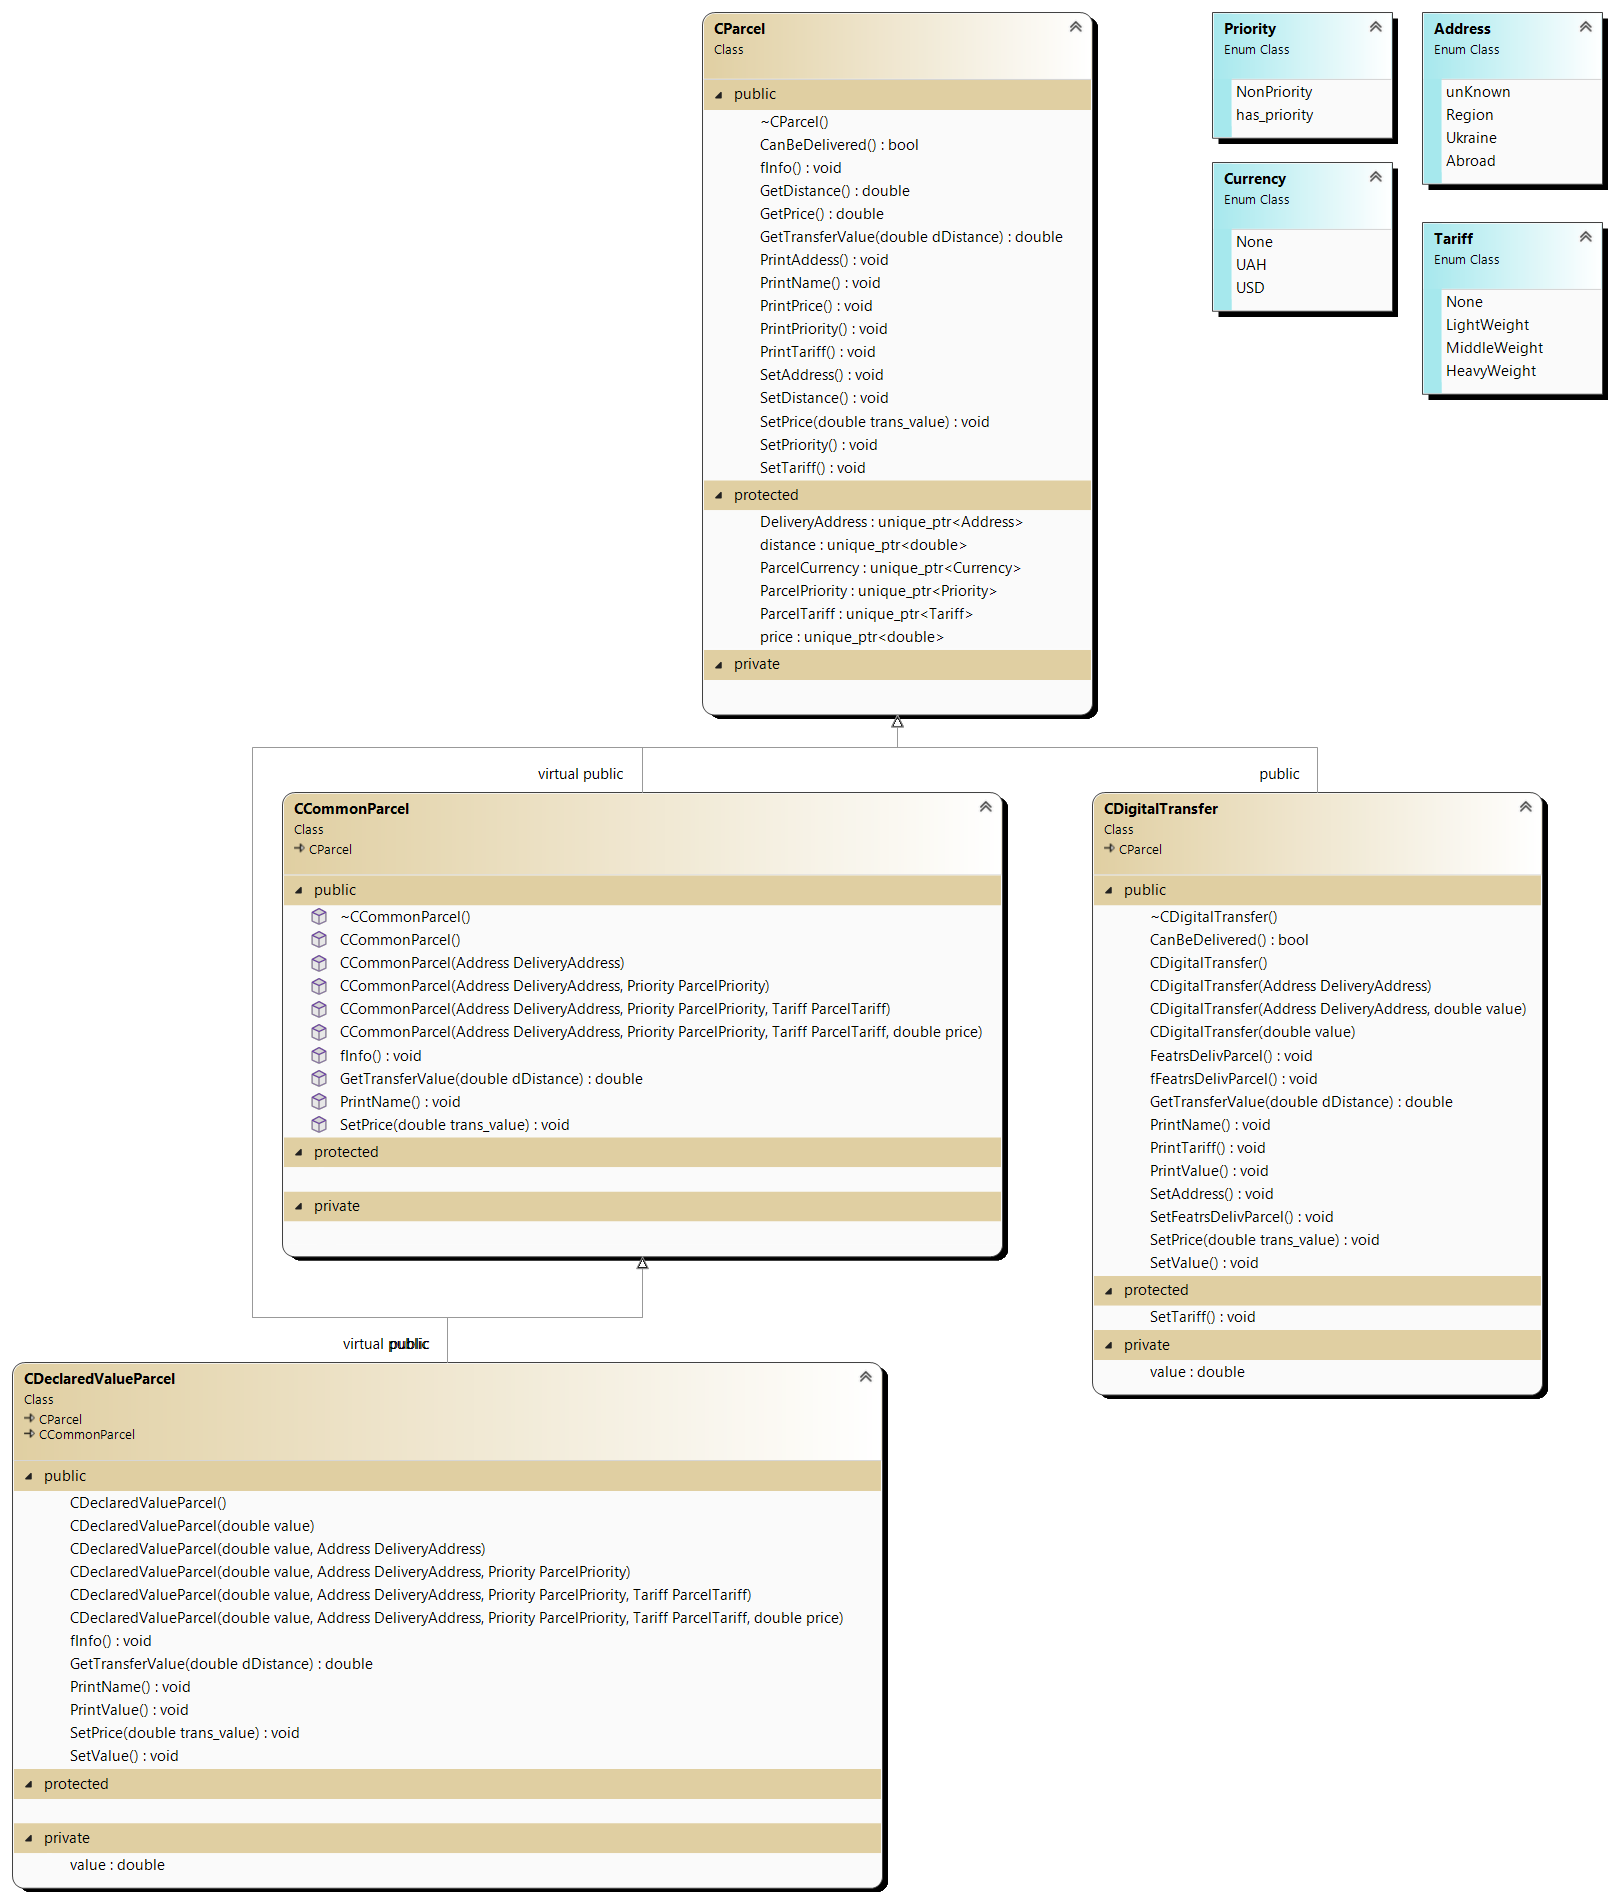 CParcel
Class
public
~CParcel()
CanBeDelivered() : bool
fInfo() : void
GetDistance() : double
GetPrice() : double
GetTransferValue(double dDistance) : double
PrintAddess() : void
PrintName() : void
PrintPrice() : void
PrintPriority() : void
PrintTariff() : void
SetAddress() : void
SetDistance() : void
SetPrice(double trans_value) : void
SetPriority() : void
SetTariff() : void
protected
DeliveryAddress : unique_ptr<Address>
distance : unique_ptr<double>
ParcelCurrency : unique_ptr<Currency>
ParcelPriority : unique_ptr<Priority>
ParcelTariff : unique_ptr<Tariff>
price : unique_ptr<double>
private
Priority
Enum Class
NonPriority
has_priority
Address
Enum Class
unKnown
Region
Ukraine
Abroad
Currency
Enum Class
None
UAH
USD
Tariff
Enum Class
None
LightWeight
MiddleWeight
HeavyWeight
virtual public
public
CCommonParcel
Class
CParcel
public
~CCommonParcel()
CCommonParcel()
CCommonParcel(Address DeliveryAddress)
CCommonParcel(Address DeliveryAddress, Priority ParcelPriority)
CCommonParcel(Address DeliveryAddress, Priority ParcelPriority, Tariff ParcelTariff)
CCommonParcel(Address DeliveryAddress, Priority ParcelPriority, Tariff ParcelTariff, double price)
fInfo() : void
GetTransferValue(double dDistance) : double
PrintName() : void
SetPrice(double trans_value) : void
protected
private
CDigitalTransfer
Class
CParcel
public
~CDigitalTransfer()
CanBeDelivered() : bool
CDigitalTransfer()
CDigitalTransfer(Address DeliveryAddress)
CDigitalTransfer(Address DeliveryAddress, double value)
CDigitalTransfer(double value)
FeatrsDelivParcel() : void
fFeatrsDelivParcel() : void
GetTransferValue(double dDistance) : double
PrintName() : void
PrintTariff() : void
PrintValue() : void
SetAddress() : void
SetFeatrsDelivParcel() : void
SetPrice(double trans_value) : void
SetValue() : void
protected
SetTariff() : void
private
value : double
virtual public
CDeclaredValueParcel
Class
CParcel
CCommonParcel
public
CDeclaredValueParcel()
CDeclaredValueParcel(double value)
CDeclaredValueParcel(double value, Address DeliveryAddress)
CDeclaredValueParcel(double value, Address DeliveryAddress, Priority ParcelPriority)
CDeclaredValueParcel(double value, Address DeliveryAddress, Priority ParcelPriority, Tariff ParcelTariff)
CDeclaredValueParcel(double value, Address DeliveryAddress, Priority ParcelPriority, Tariff ParcelTariff, double price)
fInfo() : void
GetTransferValue(double dDistance) : double
PrintName() : void
PrintValue() : void
SetPrice(double trans_value) : void
SetValue() : void
protected
private
value : double